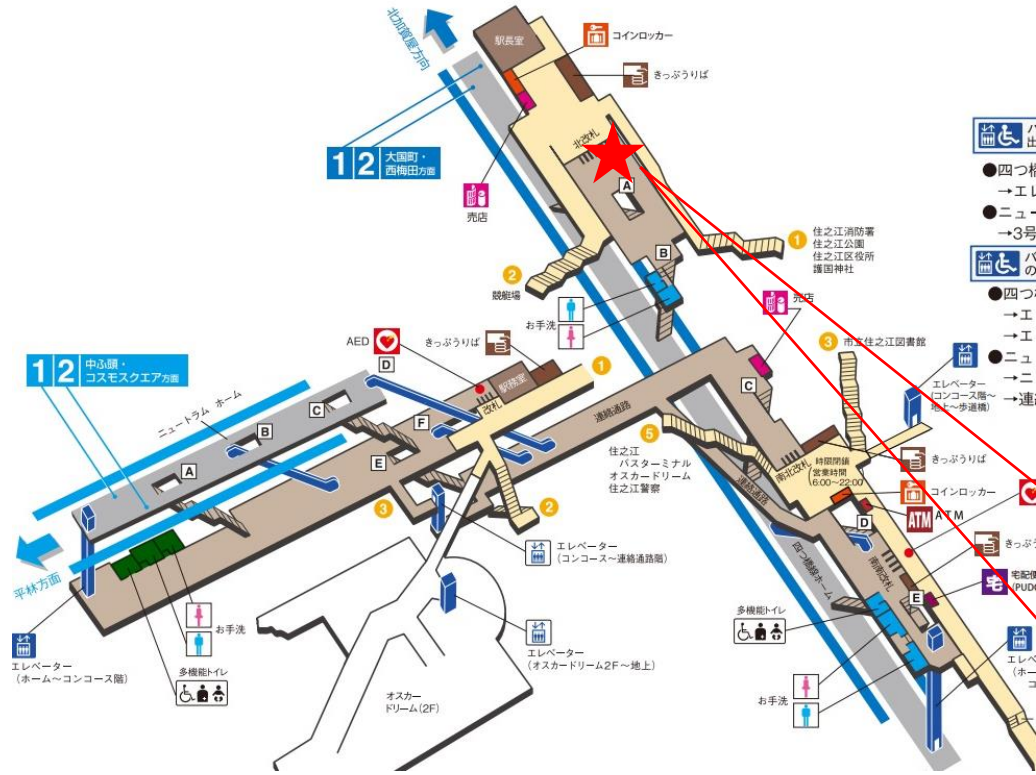 北加賀屋方向
駅長室
コインロッカー
きっぷうりば
北改札
1 2 大国町・
西梅田方面
売店
A
B
1
住之江消防署
住之江公園
住之江区役所
護国神社
2
競艇場
お手洗
売店
3
市立住之江図書館
エレベーター
(コンコース階~
地上~歩道橋)
四つ
→エ
●ニュー
→3号
の
●四つ
→エ
→エ
●ニュ
→ニ
→連
AED
きっぷうりば
D
駅務室
1
改札
1 2 中ふ頭・
コスモスクエア方面
ニュートラム ホーム
C
B
A
F
E
連絡通路
C
5
住之江
バスターミナル
オスカードリーム
住之江警察
南北改札
時間閉鎖
営業時間
(6:00~22:00)
きっぷうりば
コインロッカー
ATM ATM
連絡通路
D
四つ橋線ホーム
南南改札
きっぷう
宅
宅配便
(PUDO
E
3
2
エレベーター
(コンコース~連絡通路階)
平林方面
お手洗
エレベーター
(ホーム~コンコース階)
多機能トイレ
エレベーター
(オスカードリーム2F~地上)
オスカー
ドリーム(2F)
多機能トイレ
お手洗
エレベ
(ホー
コ